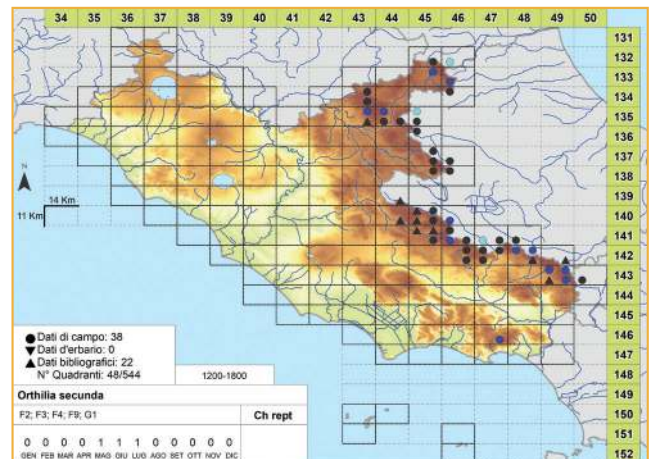 34 35 36 37 38 39 40 41 42 43 44 45 46 47 48 49 50
131
132
133
134
135
136
137
138
139
140
141
142
143
144
145
146
147
148
149
150
151
152
N
14 Km
11 Km
● Dati di campo: 38
▼ Dati d'erbario: 0
▲ Dati bibliografici: 22
N° Quadranti: 48/544
1200-1800
Orthilia secunda
F2; F3; F4; F9; G1
Ch rept
0 0 0 0 1 1 1 0 0 0 0 0
GEN FEB MAR APR MAG GIU LUG AGO SET OTT NOV DIC